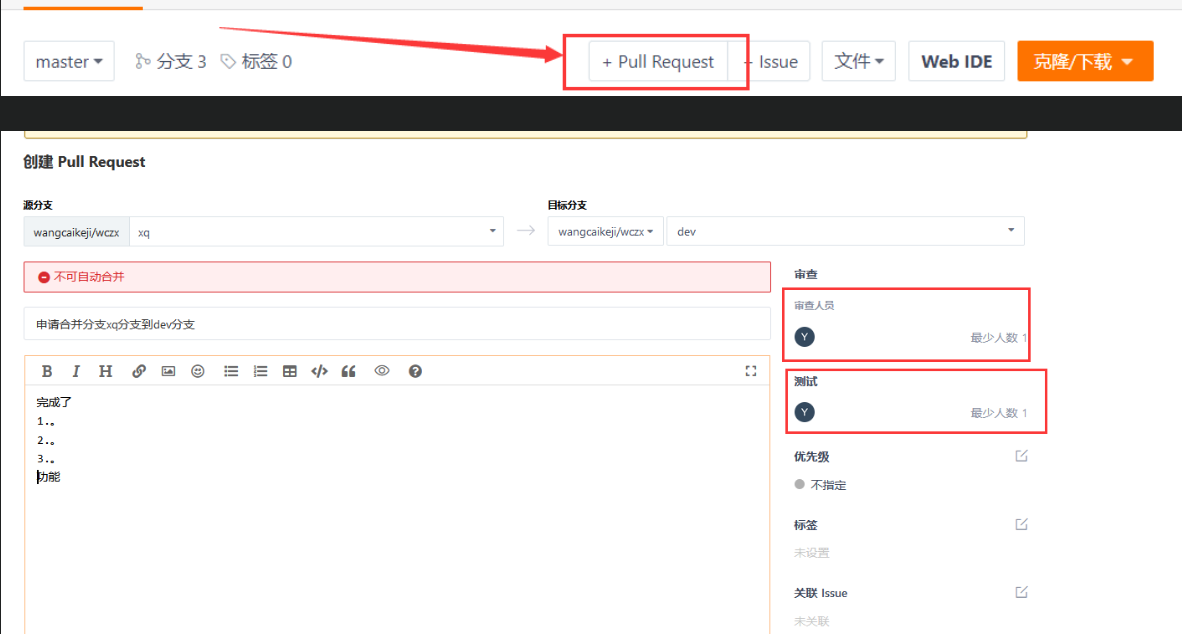 master 分支 3 标签 0 + Pull Request + Issue 文件 Web IDE 克隆/下载
创建 Pull Request
源分支 目标分支
wangcaikeji/wczx xq wangcaikeji/wczx dev
不可自动合并
审查
审查人员
申请合并分支xq分支到dev分支
Y 最少人数 1
B I H
测试
完成了
Y 最少人数 1
1.。
2.。
3.。
优先级
功能
不指定
标签
未设置
关联 Issue
未关联